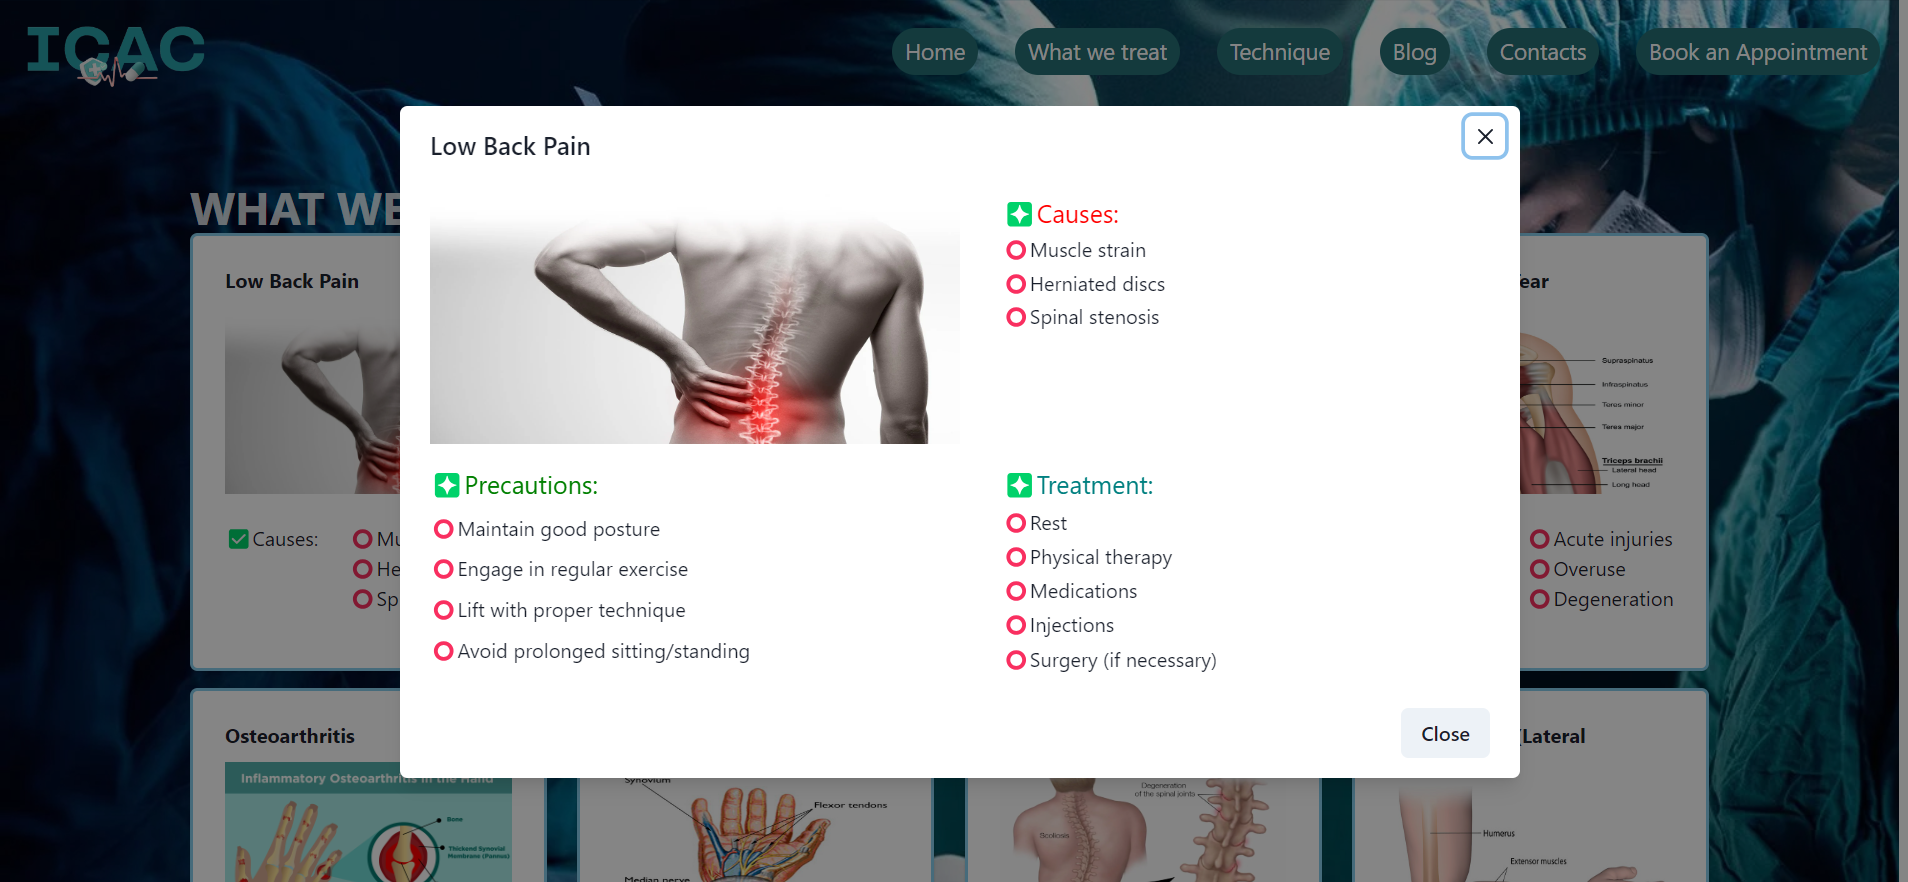 ICAC
Home
What we treat
Technique
Blog
Contacts
Book an Appointment
WHAT WE
Low Back Pain
Causes:
Muscle strain
Herniated discs
Spinal stenosis
Precautions:
Maintain good posture
Engage in regular exercise
Lift with proper technique
Avoid prolonged sitting/standing
Treatment:
Rest
Physical therapy
Medications
Injections
Surgery (if necessary)
Close
Low Back Pain
Causes:
Mu
He
Sp
ear
Supraspinatus
Infraspinatus
Teres minor
Teres major
Triceps brachii
Lateral head
Long head
Acute injuries
Overuse
Degeneration
Osteoarthritis
Inflammatory Osteoarthritis in the Hand
Bone
Thickened Synovial
Membrane (Pannus)
Synovium
Flexor tendons
Median nerve
Degeneration
of the spinal joints
Scoliosis
(Lateral
Humerus
Extensor muscles